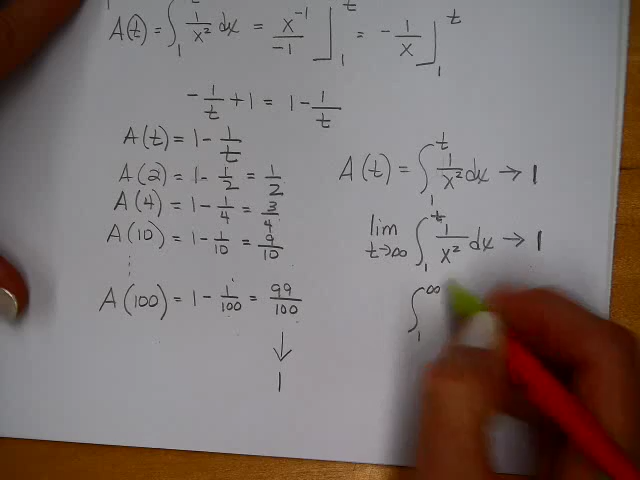 A(t) = ∫₁ᵗ 1/x² dx = x⁻¹/-1 ]₁ᵗ = - 1/x ]₁ᵗ
- 1/t + 1 = 1 - 1/t
A(t) = 1 - 1/t
A(2) = 1 - 1/2 = 1/2
A(4) = 1 - 1/4 = 3/4
A(10) = 1 - 1/10 = 9/10
⋮
A(100) = 1 - 1/100 = 99/100
↓
1
A(t) = ∫₁ᵗ 1/x² dx → 1
lim t→∞ ∫₁ᵗ 1/x² dx → 1
∫₁^∞